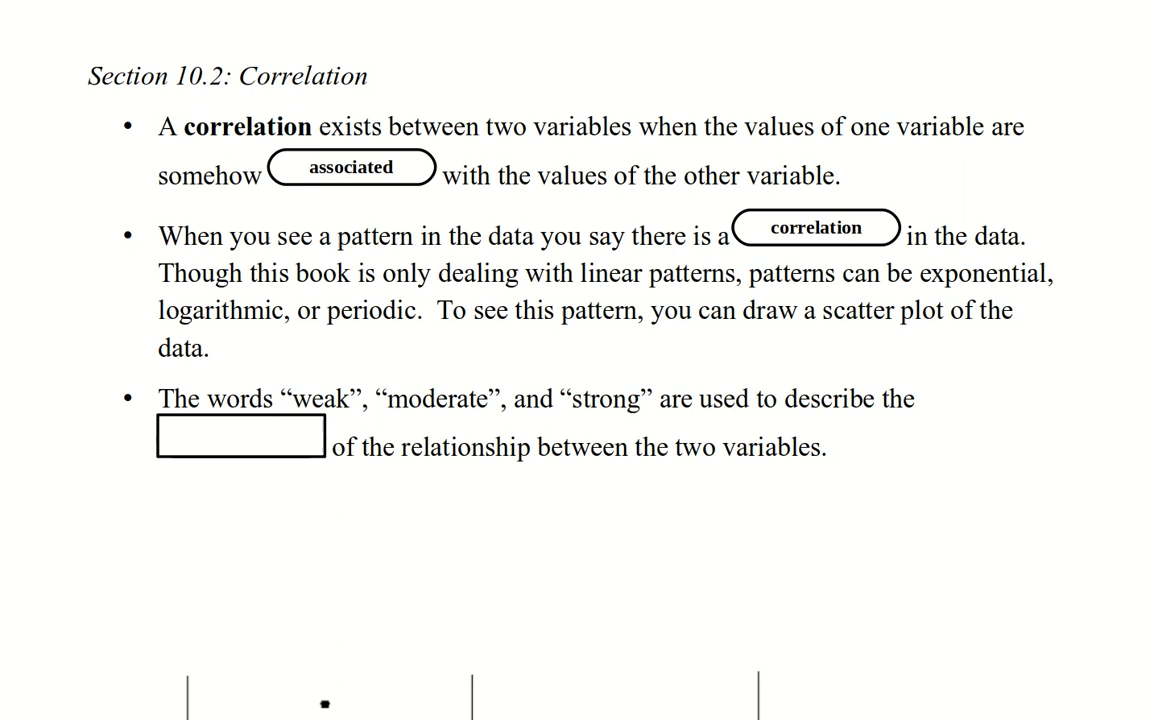 Section 10.2: Correlation
• A correlation exists between two variables when the values of one variable are
somehow associated with the values of the other variable.
• When you see a pattern in the data you say there is a correlation in the data.
Though this book is only dealing with linear patterns, patterns can be exponential,
logarithmic, or periodic.  To see this pattern, you can draw a scatter plot of the
data.
• The words “weak”, “moderate”, and “strong” are used to describe the
of the relationship between the two variables.